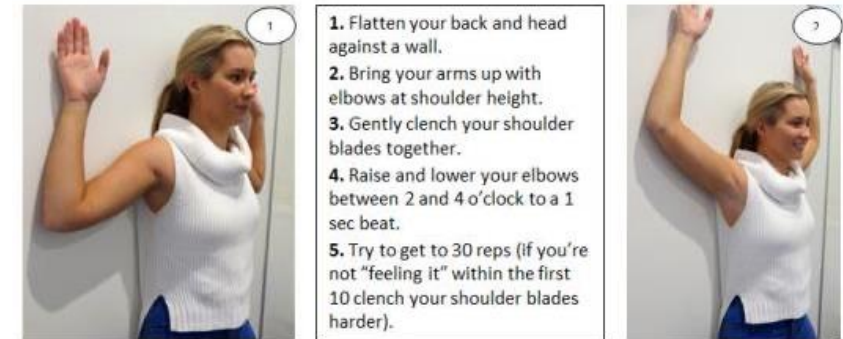 1
1. Flatten your back and head
against a wall.
2. Bring your arms up with
elbows at shoulder height.
3. Gently clench your shoulder
blades together.
4. Raise and lower your elbows
between 2 and 4 o'clock to a 1
sec beat.
5. Try to get to 30 reps (if you're
not "feeling it" within the first
10 clench your shoulder blades
harder).
2